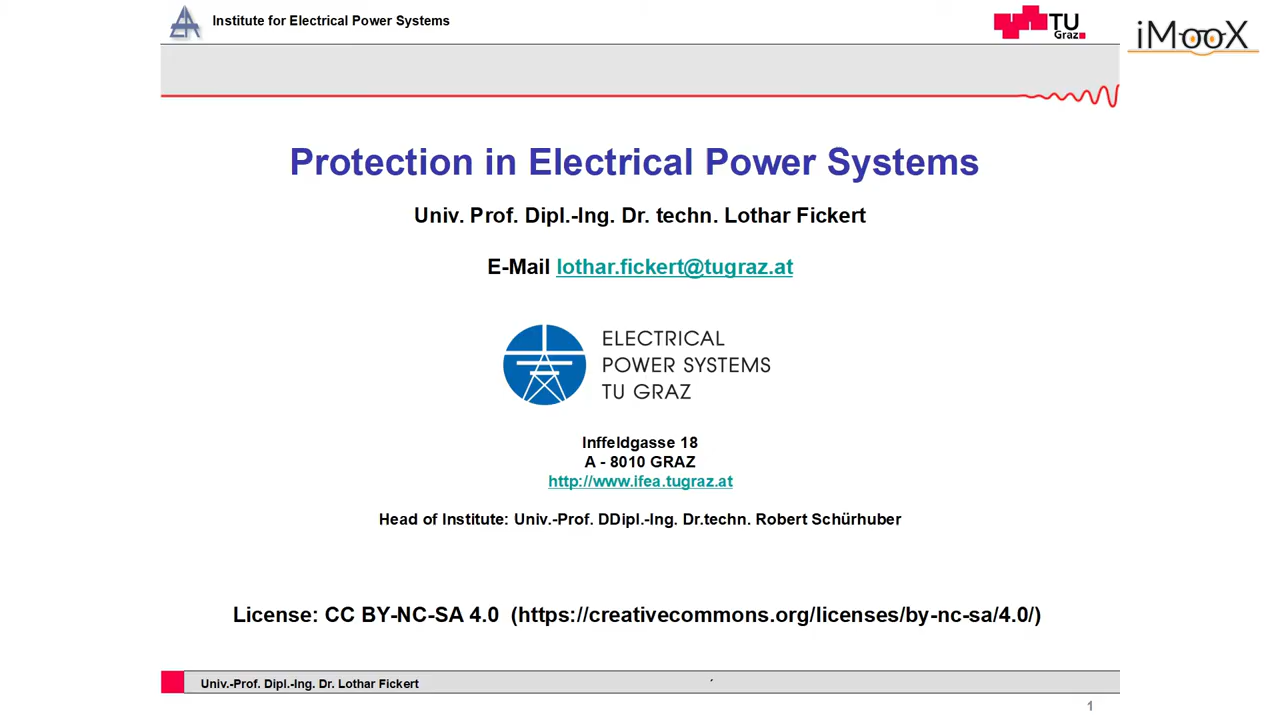 Institute for Electrical Power Systems
TU
Graz
iMooX
Protection in Electrical Power Systems
Univ. Prof. Dipl.-Ing. Dr. techn. Lothar Fickert
E-Mail lothar.fickert@tugraz.at
ELECTRICAL
POWER SYSTEMS
TU GRAZ
Inffeldgasse 18
A - 8010 GRAZ
http://www.ifea.tugraz.at
Head of Institute: Univ.-Prof. DDipl.-Ing. Dr.techn. Robert Schürhuber
License: CC BY-NC-SA 4.0 (https://creativecommons.org/licenses/by-nc-sa/4.0/)
Univ.-Prof. Dipl.-Ing. Dr. Lothar Fickert
1